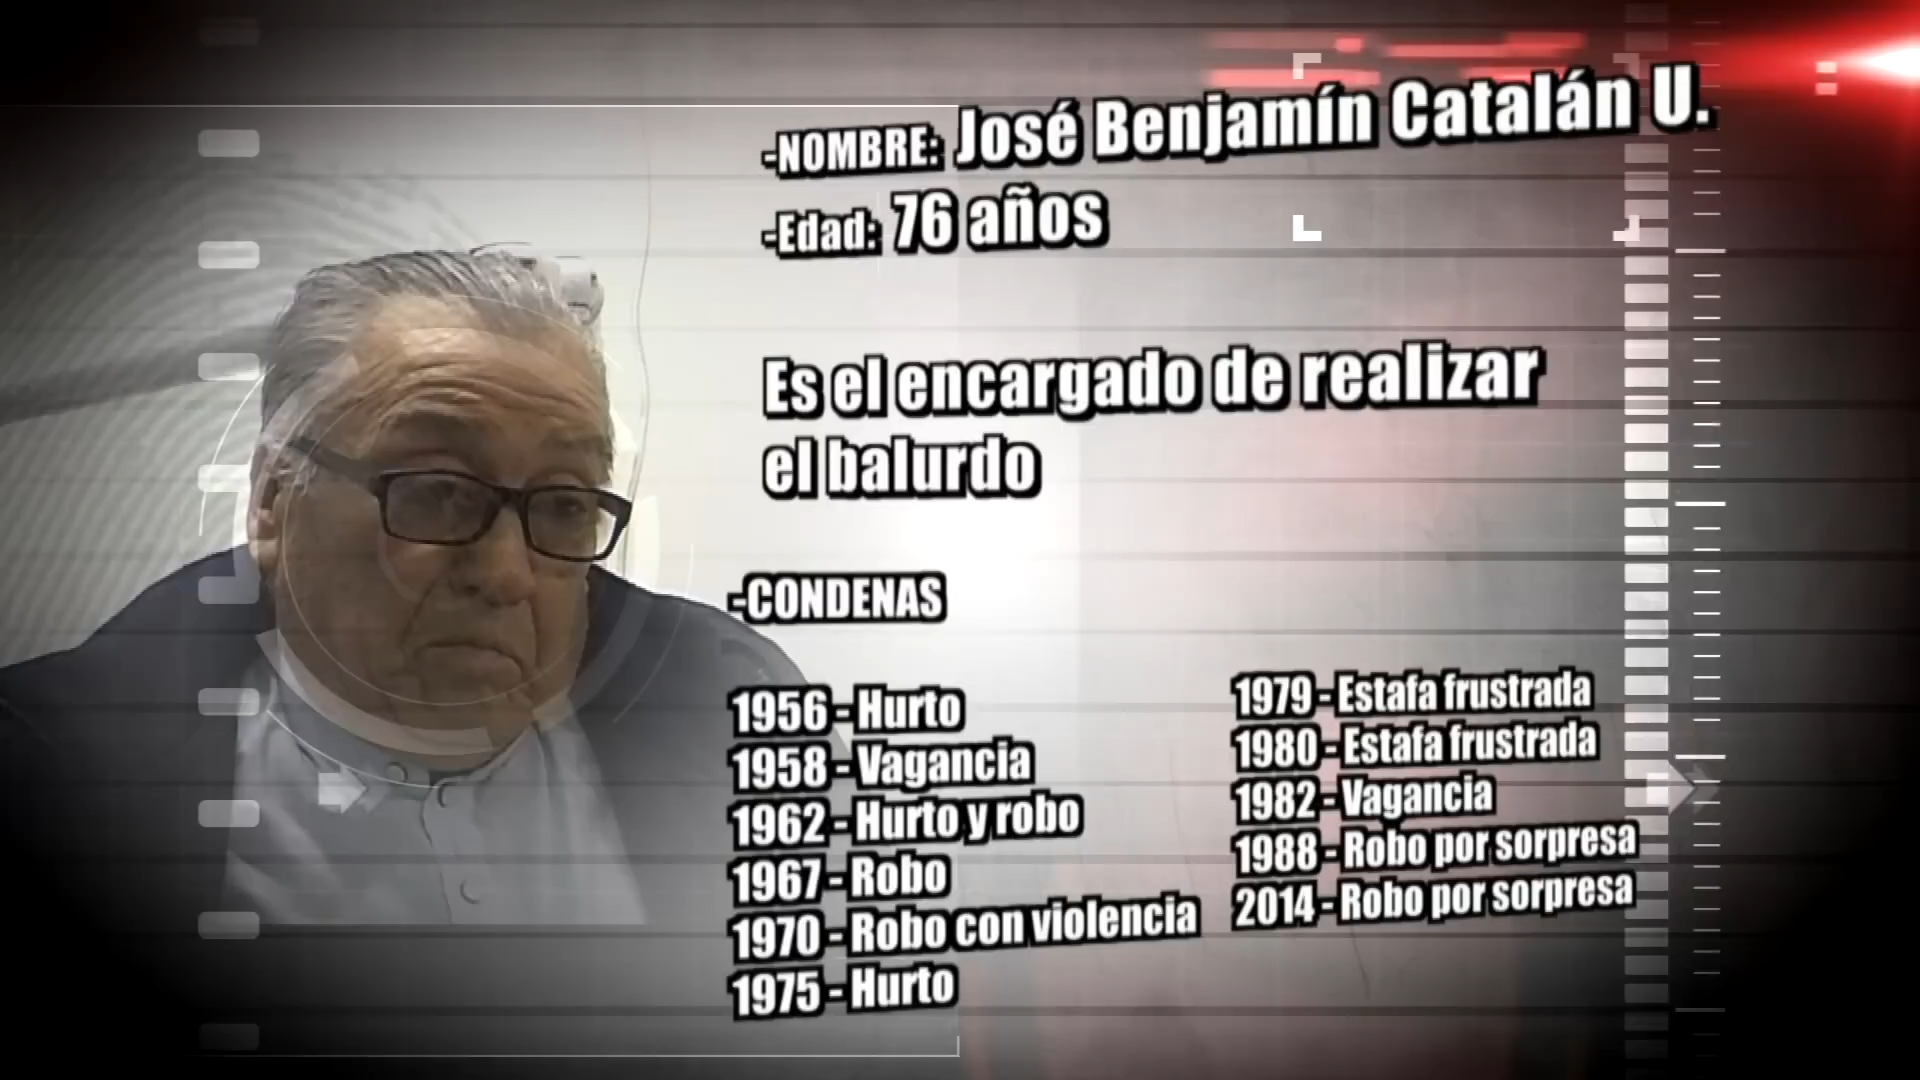 -NOMBRE: José Benjamín Catalán U.
-Edad: 76 años
Es el encargado de realizar
el balurdo
-CONDENAS
1956 - Hurto
1958 - Vagancia
1962 - Hurto y robo
1967 - Robo
1970 - Robo con violencia
1975 - Hurto
1979 - Estafa frustrada
1980 - Estafa frustrada
1982 - Vagancia
1988 - Robo por sorpresa
2014 - Robo por sorpresa